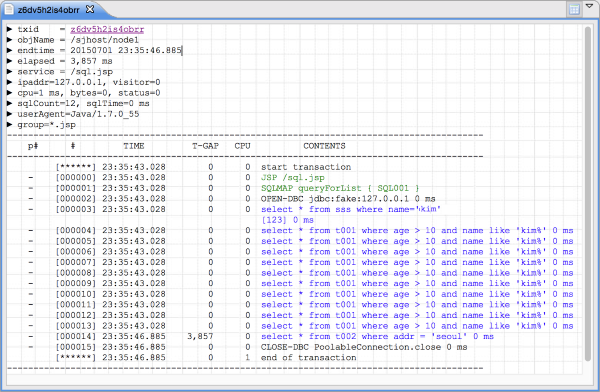 z6dv5h2is4obrr
▶ txid    = z6dv5h2is4obrr
▶ objName = /sjhost/node1
▶ endtime = 20150701 23:35:46.885
▶ elapsed = 3,857 ms
▶ service = /sql.jsp
▶ ipaddr=127.0.0.1, visitor=0
▶ cpu=1 ms, bytes=0, status=0
▶ sqlCount=12, sqlTime=0 ms
▶ userAgent=Java/1.7.0_55
▶ group=*.jsp
p#    #    TIME    T-GAP    CPU    CONTENTS
[******] 23:35:43.028    0    0    start transaction
-    [000000] 23:35:43.028    0    0    JSP /sql.jsp
-    [000001] 23:35:43.028    0    0    SQLMAP queryForList { SQL001 }
-    [000002] 23:35:43.028    0    0    OPEN-DBC jdbc:fake:127.0.0.1 0 ms
-    [000003] 23:35:43.028    0    0    select * from sss where name='kim'
[123] 0 ms
-    [000004] 23:35:43.028    0    0    select * from t001 where age > 10 and name like 'kim%' 0 ms
-    [000005] 23:35:43.028    0    0    select * from t001 where age > 10 and name like 'kim%' 0 ms
-    [000006] 23:35:43.028    0    0    select * from t001 where age > 10 and name like 'kim%' 0 ms
-    [000007] 23:35:43.028    0    0    select * from t001 where age > 10 and name like 'kim%' 0 ms
-    [000008] 23:35:43.028    0    0    select * from t001 where age > 10 and name like 'kim%' 0 ms
-    [000009] 23:35:43.028    0    0    select * from t001 where age > 10 and name like 'kim%' 0 ms
-    [000010] 23:35:43.028    0    0    select * from t001 where age > 10 and name like 'kim%' 0 ms
-    [000011] 23:35:43.028    0    0    select * from t001 where age > 10 and name like 'kim%' 0 ms
-    [000012] 23:35:43.028    0    0    select * from t001 where age > 10 and name like 'kim%' 0 ms
-    [000013] 23:35:43.028    0    0    select * from t001 where age > 10 and name like 'kim%' 0 ms
-    [000014] 23:35:46.885    3,857    0    select * from t002 where addr = 'seoul' 0 ms
-    [000015] 23:35:46.885    0    0    CLOSE-DBC PoolableConnection.close 0 ms
[******] 23:35:46.885    0    1    end of transaction